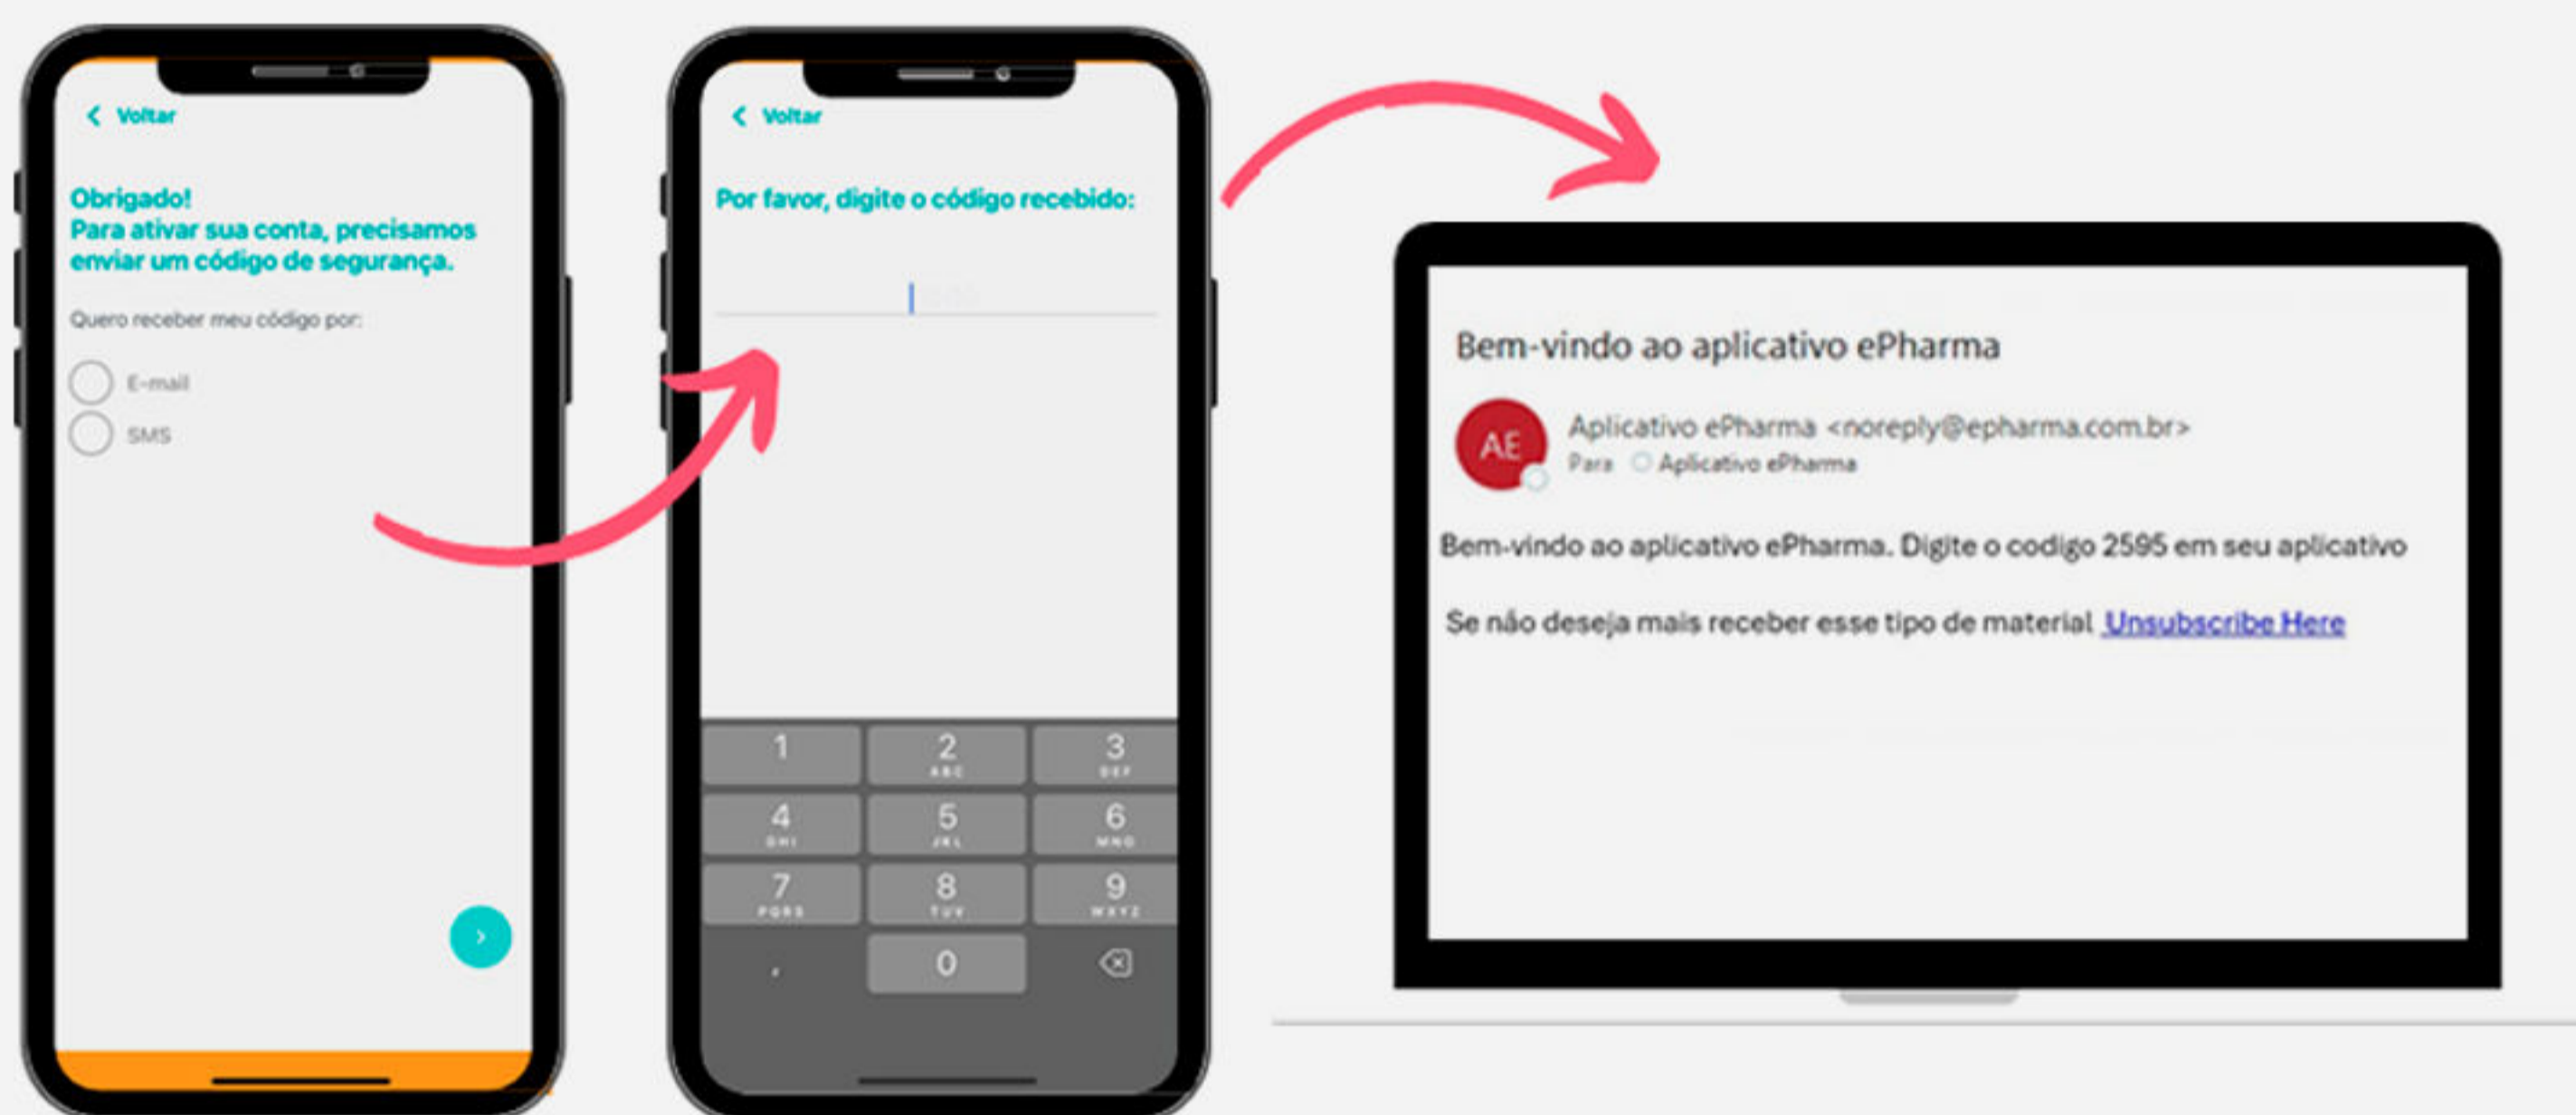 Voltar
Obrigado!
Para ativar sua conta, precisamos
enviar um código de segurança.
Quero receber meu código por:
E-mail
SMS
Voltar
Por favor, digite o código recebido:
1
2
ABC
3
DEF
4
GHI
5
JKL
6
MNO
7
PQRS
8
TUV
9
WXYZ
,
0
Bem-vindo ao aplicativo ePharma
AE
Aplicativo ePharma <noreply@epharma.com.br>
Para Aplicativo ePharma
Bem-vindo ao aplicativo ePharma. Digite o codigo 2595 em seu aplicativo
Se não deseja mais receber esse tipo de material Unsubscribe Here